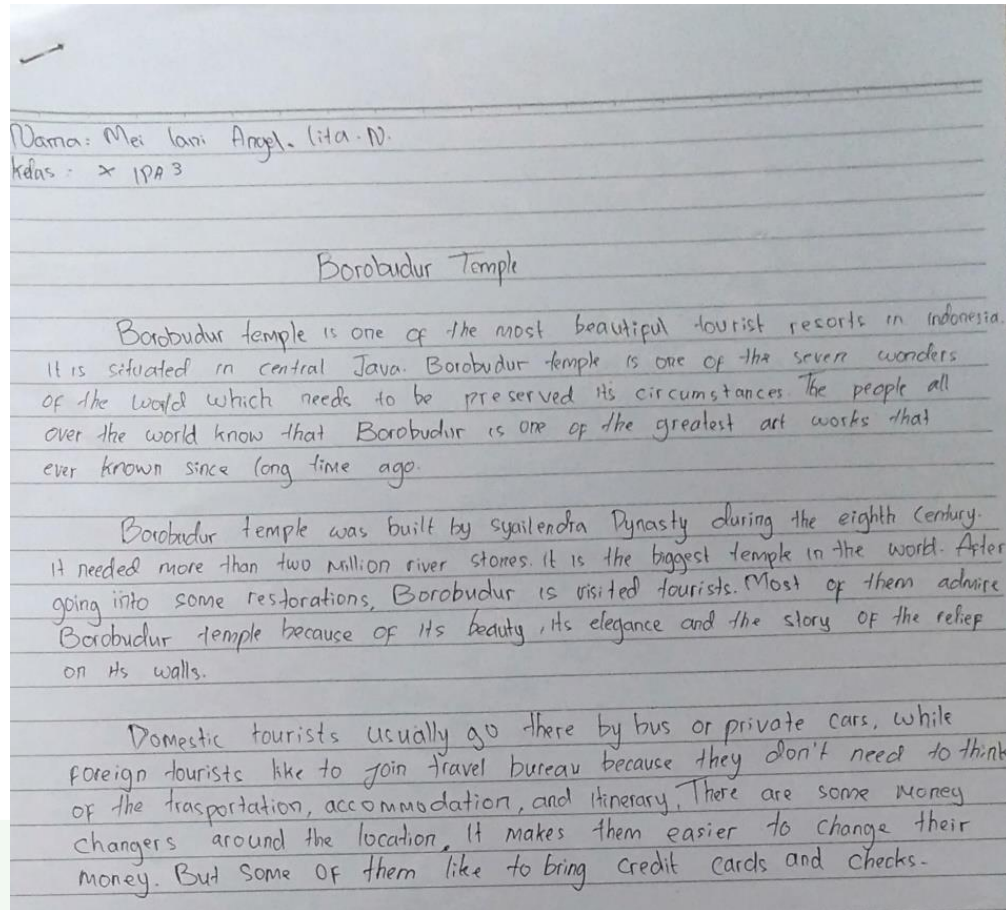 Nama: Mei lani Angel. lita. N.
Kelas : X IPA 3
Borobudur Temple
Borobudur temple is one of the most beautiful tourist resorts in indonesia.
It is situated in central Java. Borobudur temple is one of the seven wonders
of the world which needs to be preserved its circumstances. The people all
over the world know that Borobudur is one of the greatest art works that
ever known since long time ago.
Borobudur temple was built by syailendra Dynasty during the eighth Century.
It needed more than two Million river stones. It is the biggest temple in the world. After
going into some restorations, Borobudur is visited tourists. Most of them admire
Borobudur temple because of its beauty, its elegance and the story of the relief
on its walls.
Domestic tourists usually go there by bus or private cars, while
foreign tourists like to join travel bureau because they don't need to think
of the trasportation, accommodation, and itinerary. There are some money
changers around the location. It makes them easier to change their
money. But some of them like to bring credit cards and checks.